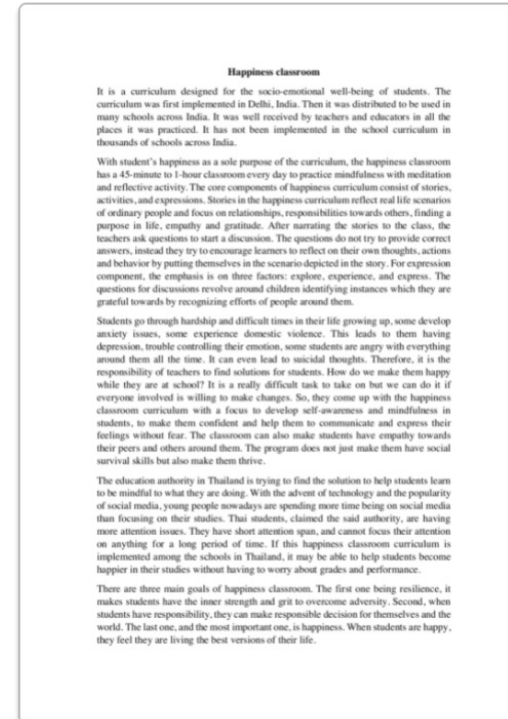 Happiness classroom
It is a curriculum designed for the socio-emotional well-being of students. The
curriculum was first implemented in Delhi, India. Then it was distributed to be used in
many schools across India. It was well received by teachers and educators in all the
places it was practiced. It has not been implemented in the school curriculum in
thousands of schools across India.
With student's happiness as a sole purpose of the curriculum, the happiness classroom
has a 45-minute to 1-hour classroom every day to practice mindfulness with meditation
and reflective activity. The core components of happiness curriculum consist of stories,
activities, and expressions. Stories in the happiness curriculum reflect real life scenarios
of ordinary people and focus on relationships, responsibilities towards others, finding a
purpose in life, empathy and gratitude. After narrating the stories to the class, the
teachers ask questions to start a discussion. The questions do not try to provide correct
answers, instead they try to encourage learners to reflect on their own thoughts, actions
and behavior by putting themselves in the scenario depicted in the story. For expression
component, the emphasis is on three factors: explore, experience, and express. The
questions for discussions revolve around children identifying instances which they are
grateful towards by recognizing efforts of people around them.
Students go through hardship and difficult times in their life growing up, some develop
anxiety issues, some experience domestic violence. This leads to them having
depression, trouble controlling their emotion, some students are angry with everything
around them all the time. It can even lead to suicidal thoughts. Therefore, it is the
responsibility of teachers to find solutions for students. How do we make them happy
while they are at school? It is a really difficult task to take on but we can do it if
everyone involved is willing to make changes. So, they come up with the happiness
classroom curriculum with a focus to develop self-awareness and mindfulness in
students, to make them confident and help them to communicate and express their
feelings without fear. The classroom can also make students have empathy towards
their peers and others around them. The program does not just make them have social
survival skills but also make them thrive.
The education authority in Thailand is trying to find the solution to help students learn
to be mindful to what they are doing. With the advent of technology and the popularity
of social media, young people nowadays are spending more time being on social media
than focusing on their studies. Thai students, claimed the said authority, are having
more attention issues. They have short attention span, and cannot focus their attention
on anything for a long period of time. If this happiness classroom curriculum is
implemented among the schools in Thailand, it may be able to help students become
happier in their studies without having to worry about grades and performance.
There are three main goals of happiness classroom. The first one being resilience, it
makes students have the inner strength and grit to overcome adversity. Second, when
students have responsibility, they can make responsible decision for themselves and the
world. The last one, and the most important one, is happiness. When students are happy,
they feel they are living the best versions of their life.